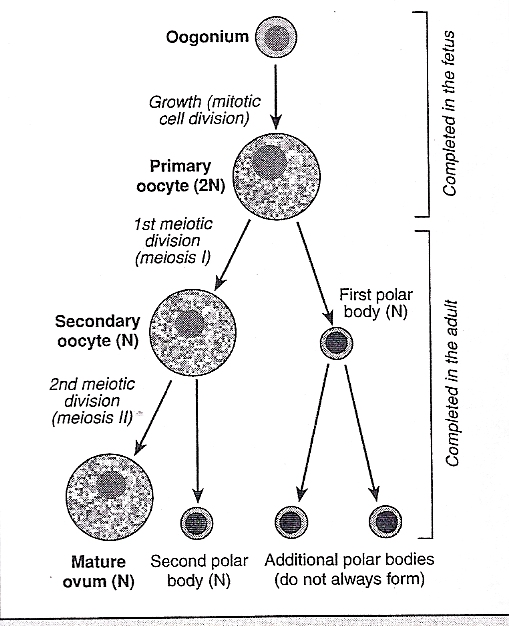 Oogonium
Growth (mitotic
cell division)
Primary
oocyte (2N)
Completed in the fetus
1st meiotic
division
(meiosis I)
First polar
body (N)
Secondary
oocyte (N)
2nd meiotic
division
(meiosis II)
Completed in the adult
Mature
ovum (N)
Second polar
body (N)
Additional polar bodies
(do not always form)